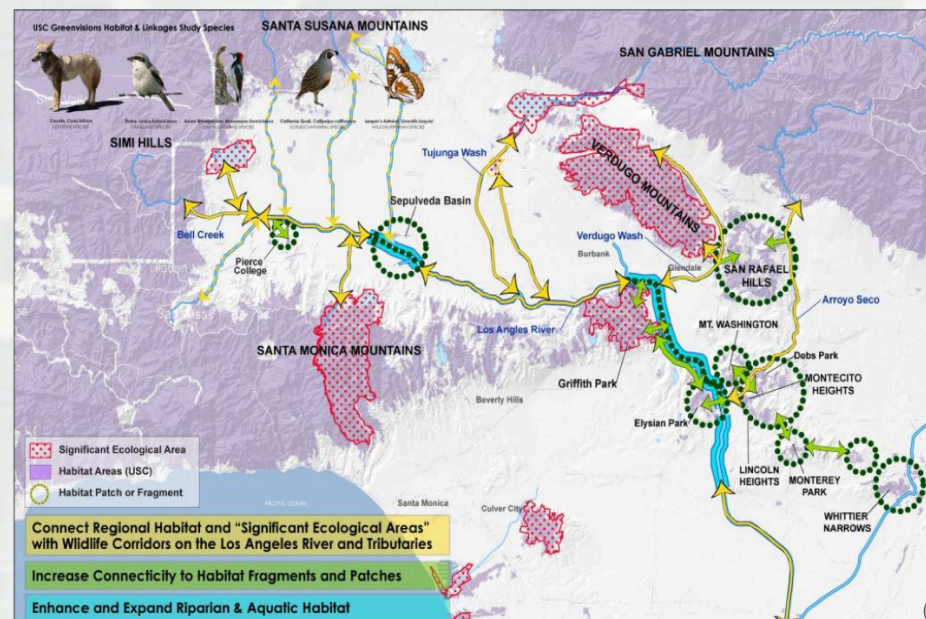 USC Greenvisions Habitat & Linkages Study Species
SANTA SUSANA MOUNTAINS
SAN GABRIEL MOUNTAINS
SIMI HILLS
Tujunga Wash
VERDUGO MOUNTAINS
Sepulveda Basin
Bell Creek
Pierce
College
Verdugo Wash
Burbank
Glendale
SAN RAFAEL
HILLS
Arroyo Seco
Los Angles River
MT. WASHINGTON
SANTA MONICA MOUNTAINS
Debs Park
MONTECITO
HEIGHTS
Griffith Park
Beverly Hills
Elysian Park
LINCOLN
HEIGHTS
MONTEREY
PARK
WHITTIER
NARROWS
Significant Ecological Area
Habitat Areas (USC)
Habitat Patch or Fragment
PACIFIC OCEAN
Santa Monica
Culver City
Connect Regional Habitat and “Significant Ecological Areas”
with Wildlife Corridors on the Los Angeles River and Tributaries
Increase Connecticity to Habitat Fragments and Patches
Enhance and Expand Riparian & Aquatic Habitat